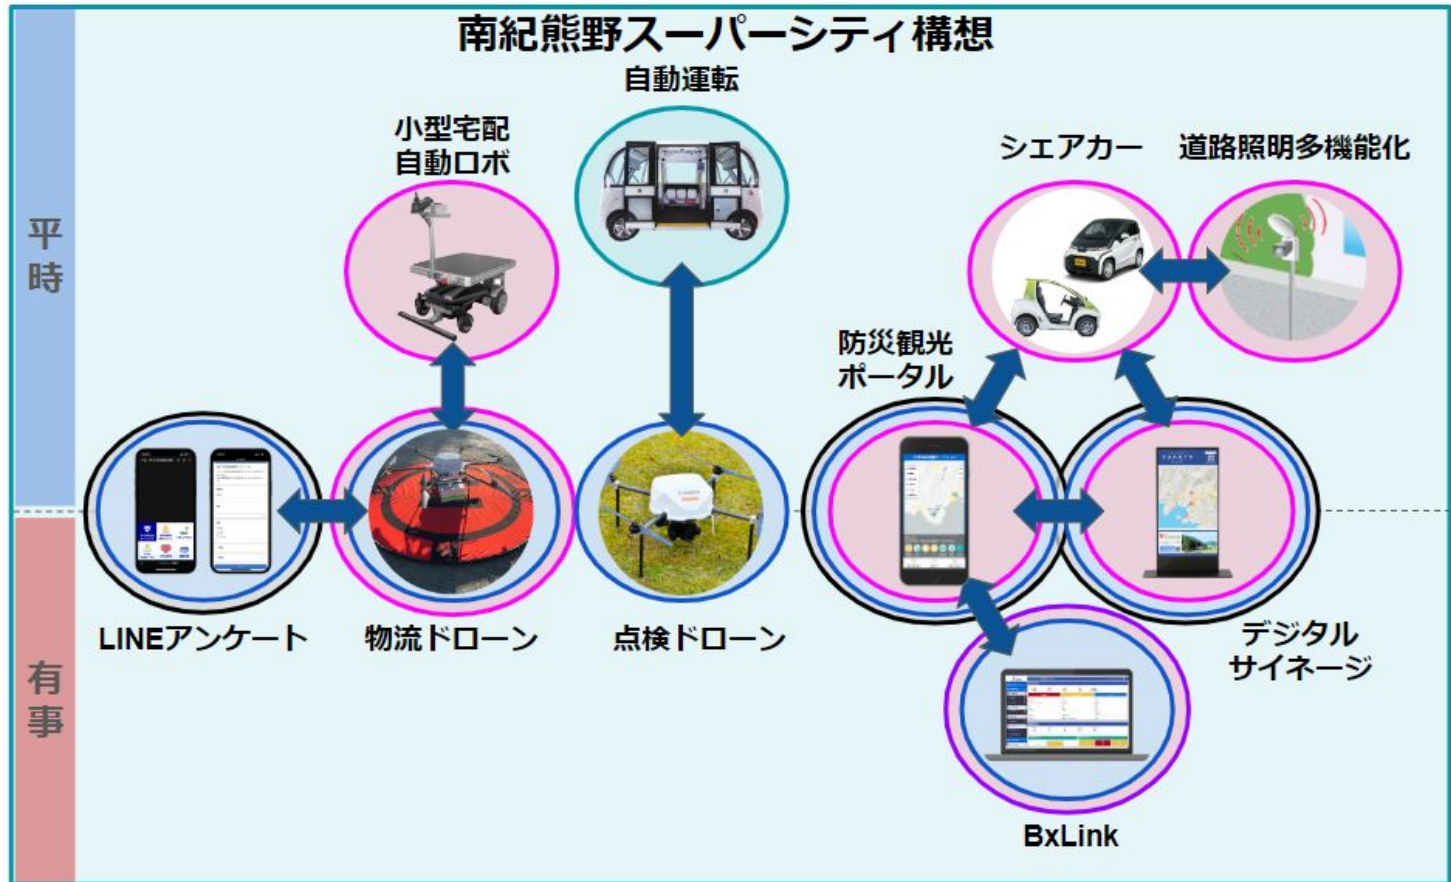 南紀熊野スーパーシティ構想
自動運転
小型宅配
自動ロボ
シェアカー
道路照明多機能化
平時
防災観光
ポータル
LINEアンケート
物流ドローン
点検ドローン
デジタル
サイネージ
有事
BxLink